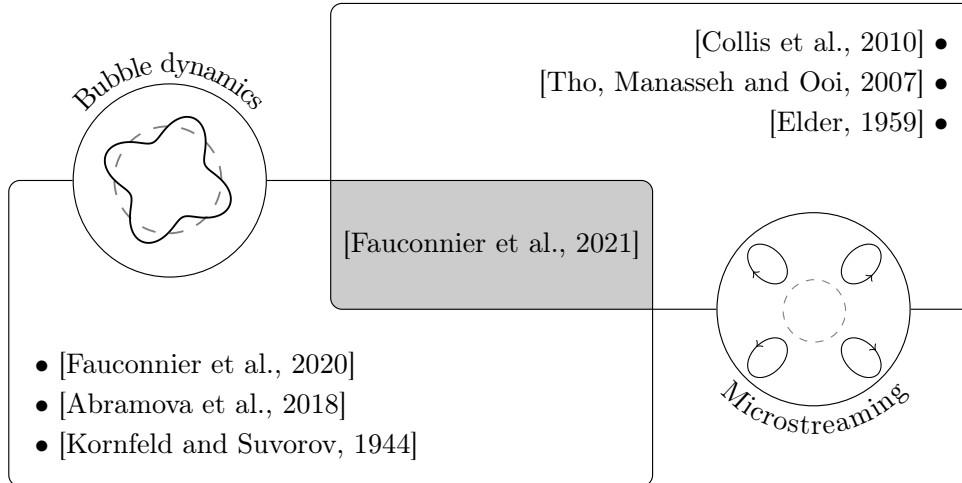 [Collis et al., 2010] •
[Tho, Manasseh and Ooi, 2007] •
[Elder, 1959] •
Bubble dynamics
[Fauconnier et al., 2021]
• [Fauconnier et al., 2020]
• [Abramova et al., 2018]
• [Kornfeld and Suvorov, 1944]
Microstreaming